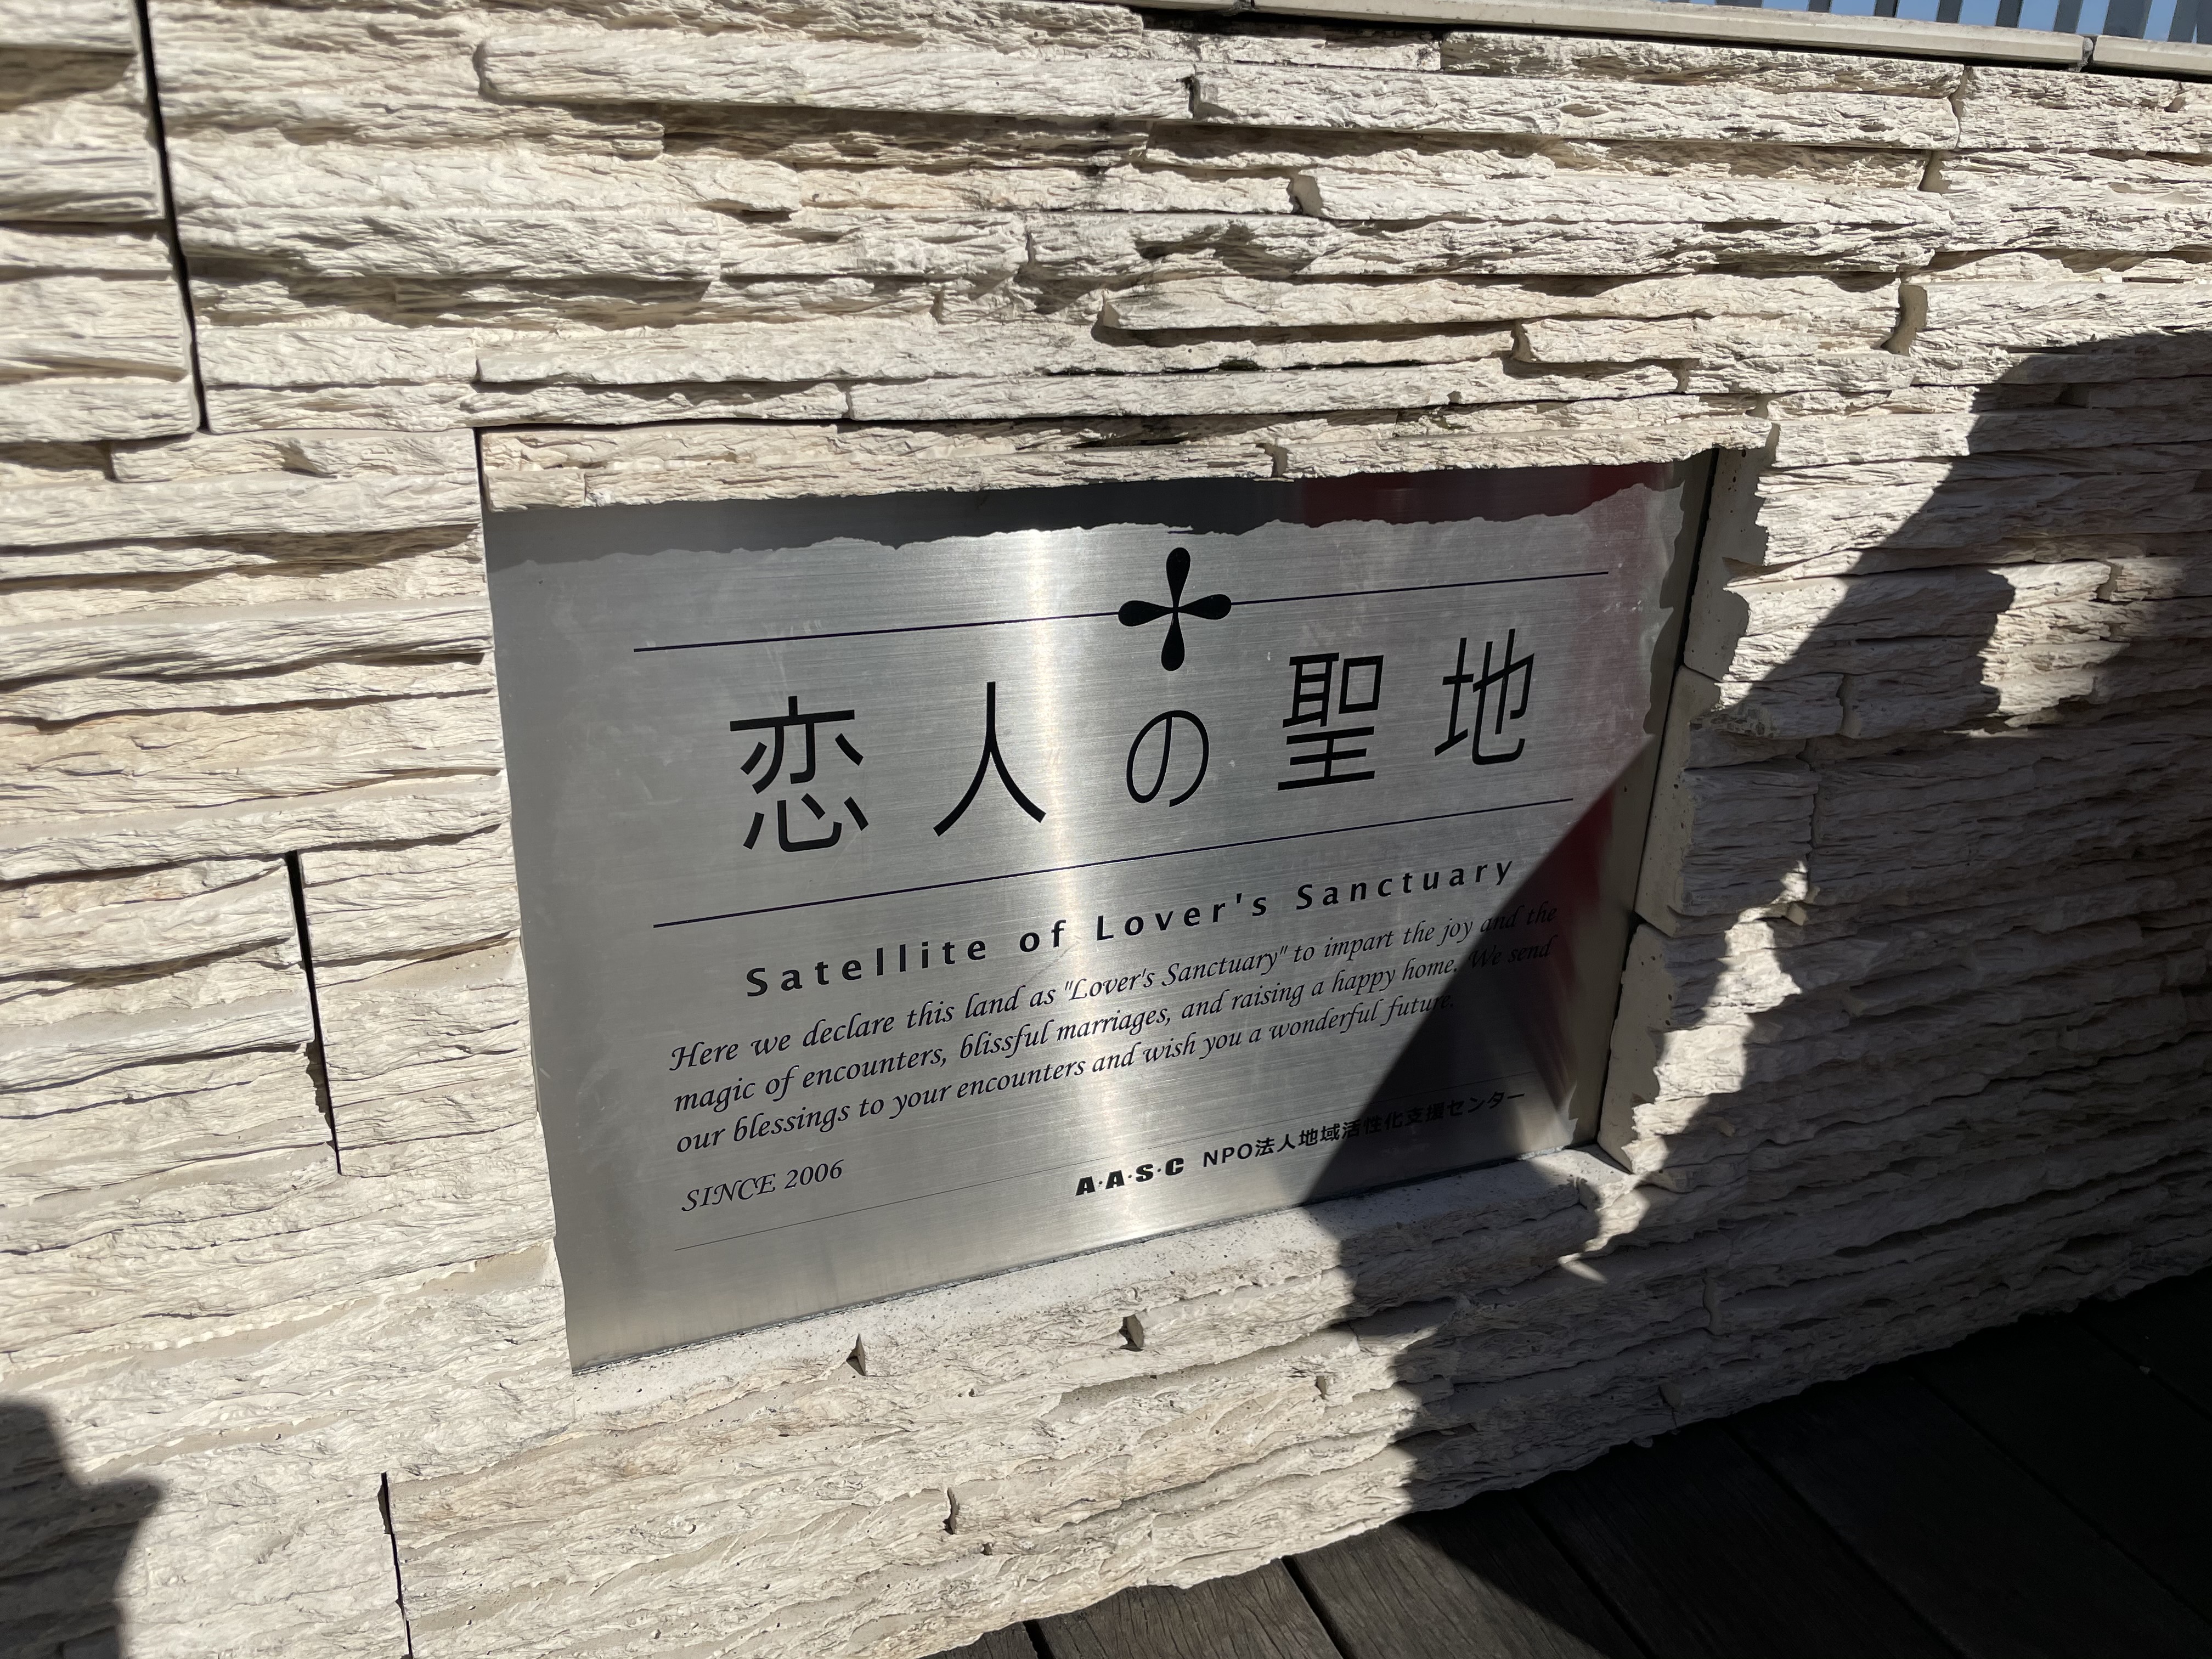 恋人の聖地
Satellite of Lover's Sanctuary
Here we declare this land as "Lover's Sanctuary" to impart the joy and the
magic of encounters, blissful marriages, and raising a happy home. We send
our blessings to your encounters and wish you a wonderful future.
SINCE 2006
A·A·S·C NPO法人地域活性化支援センター